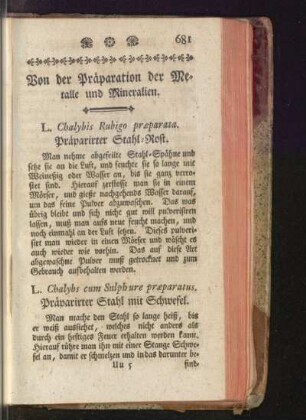 681
Von der Präparation der Me-
talle und Mineralien.
L. Chalybis Rubigo præparata.
Präparirter Stahl-Rost.
Man nehme abgefeilte Stahl-Spähne und
setze sie an die Luft, und feuchte sie so lange mit
Weineßig oder Wasser an, bis sie ganz verro-
stet sind. Hierauf zerstosse man sie in einem
Mörser, und gieße nachgehends Wasser darauf,
um das feine Pulver abzuwaschen. Das was
übrig bleibt und sich nicht gut will pulverisiren
lassen, muß man aufs neue feucht machen, und
noch einmahl an der Luft setzen. Dieses pulveri-
siret man wieder in einen Mörser und wäscht es
auch wieder wie vorhin. Das auf diese Art
abgewaschne Pulver muß getrocknet und zum
Gebrauch aufbehalten werden.
L. Chalybs cum Sulphure præparatus.
Präparirter Stahl mit Schwefel.
Man mache den Stahl so lange heiß, bis
er weiß aussiehet, welches nicht anders als
durch ein heftiges Feuer erhalten werden kann.
Hierauf rühre man ihn mit einer Stange Schwe-
fel an, damit er schmelzen und in das darunter be-
Uu 5 find-